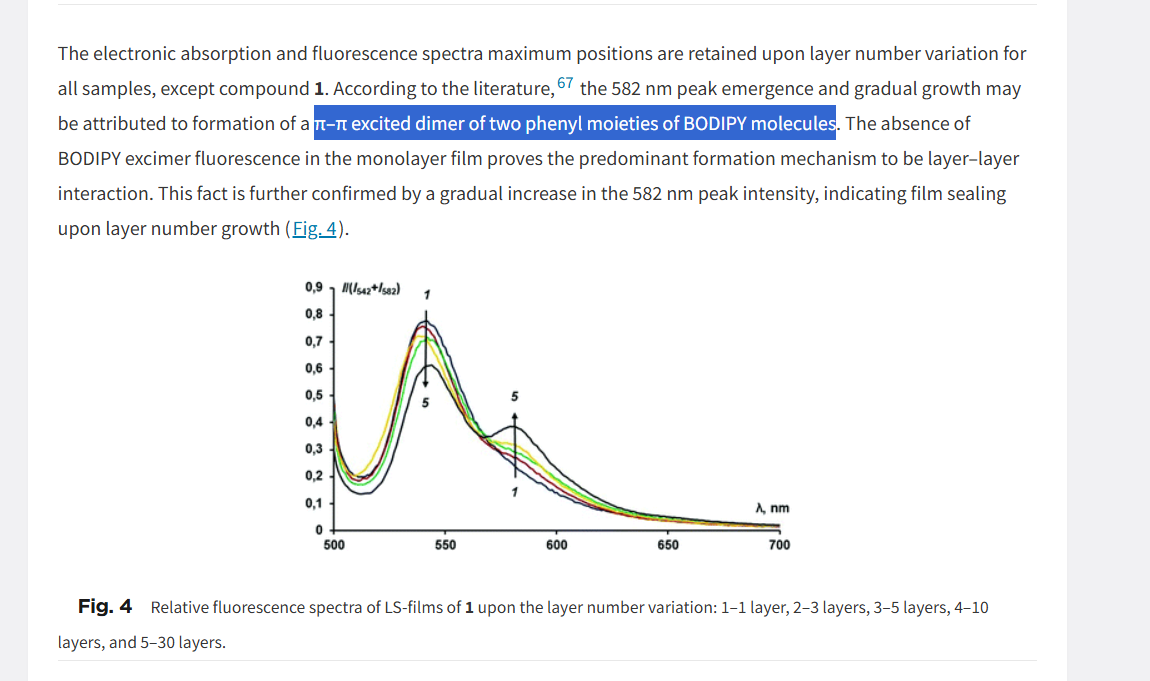 The electronic absorption and fluorescence spectra maximum positions are retained upon layer number variation for
all samples, except compound 1. According to the literature,67 the 582 nm peak emergence and gradual growth may
be attributed to formation of a π–π excited dimer of two phenyl moieties of BODIPY molecules. The absence of
BODIPY excimer fluorescence in the monolayer film proves the predominant formation mechanism to be layer–layer
interaction. This fact is further confirmed by a gradual increase in the 582 nm peak intensity, indicating film sealing
upon layer number growth (Fig. 4).
0,9 I/(I542+I582) 1
0,8
0,7
0,6
0,5 5 5
0,4
0,3
0,2
0,1 1 λ, nm
0
500 550 600 650 700
Fig. 4 Relative fluorescence spectra of LS-films of 1 upon the layer number variation: 1–1 layer, 2–3 layers, 3–5 layers, 4–10
layers, and 5–30 layers.